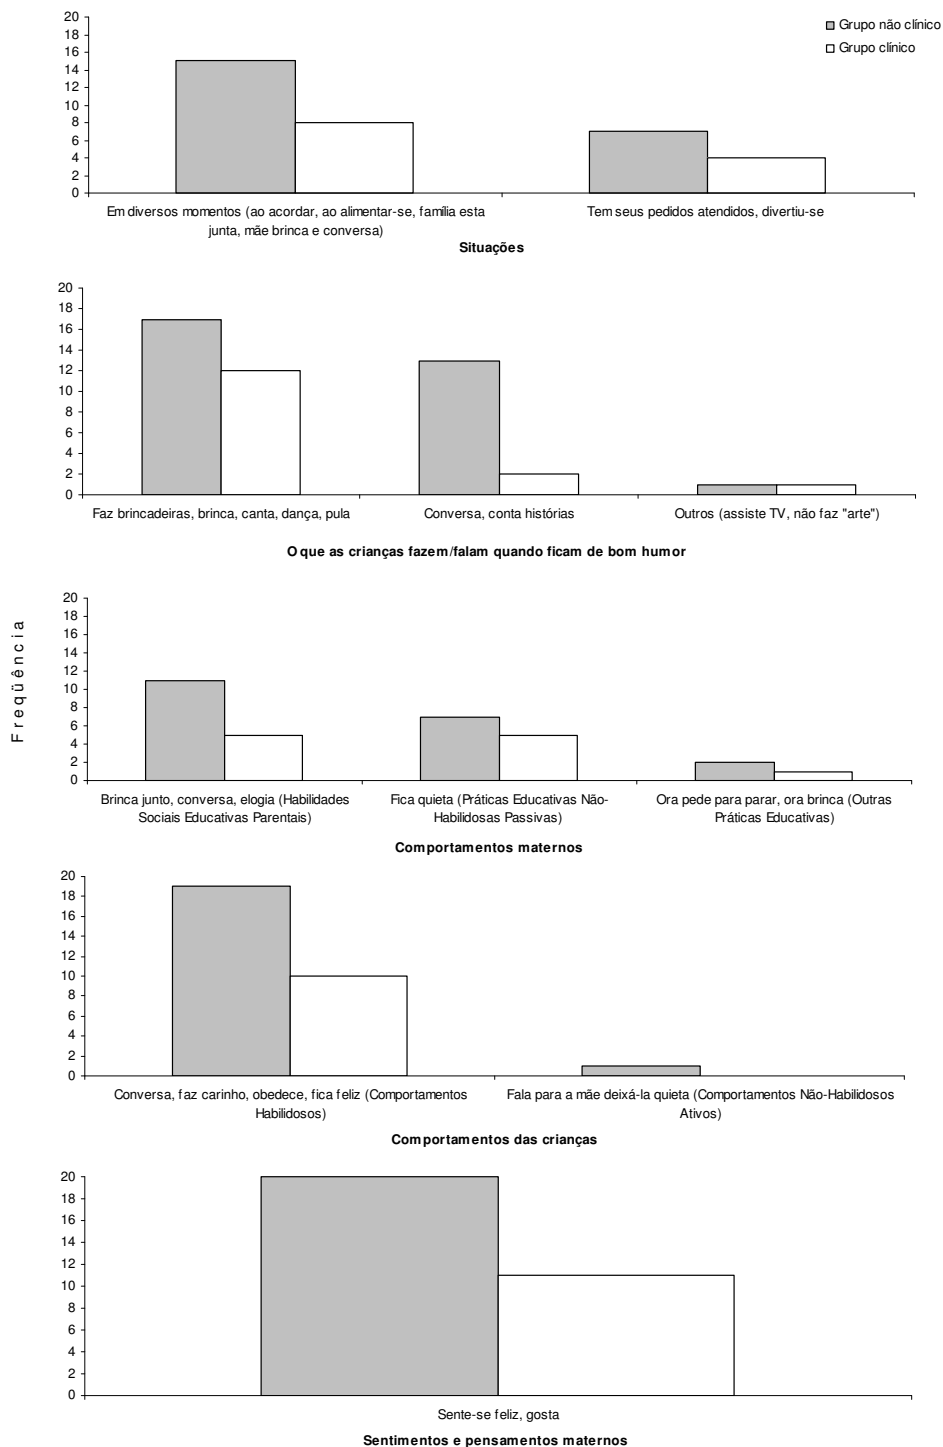 Grupo não clínico
Grupo clínico
20
18
16
14
12
10
8
6
4
2
0
Em diversos momentos (ao acordar, ao alimentar-se, família esta
junta, mãe brinca e conversa)
Tem seus pedidos atendidos, divertiu-se
Situações
20
18
16
14
12
10
8
6
4
2
0
Faz brincadeiras, brinca, canta, dança, pula
Conversa, conta histórias
Outros (assiste TV, não faz "arte")
O que as crianças fazem/falam quando ficam de bom humor
Freqüência
20
18
16
14
12
10
8
6
4
2
0
Brinca junto, conversa, elogia (Habilidades
Sociais Educativas Parentais)
Fica quieta (Práticas Educativas Não-
Habilidosas Passivas)
Ora pede para parar, ora brinca (Outras
Práticas Educativas)
Comportamentos maternos
20
18
16
14
12
10
8
6
4
2
0
Conversa, faz carinho, obedece, fica feliz (Comportamentos
Habilidosos)
Fala para a mãe deixá-la quieta (Comportamentos Não-Habilidosos
Ativos)
Comportamentos das crianças
20
18
16
14
12
10
8
6
4
2
0
Sente-se feliz, gosta
Sentimentos e pensamentos maternos